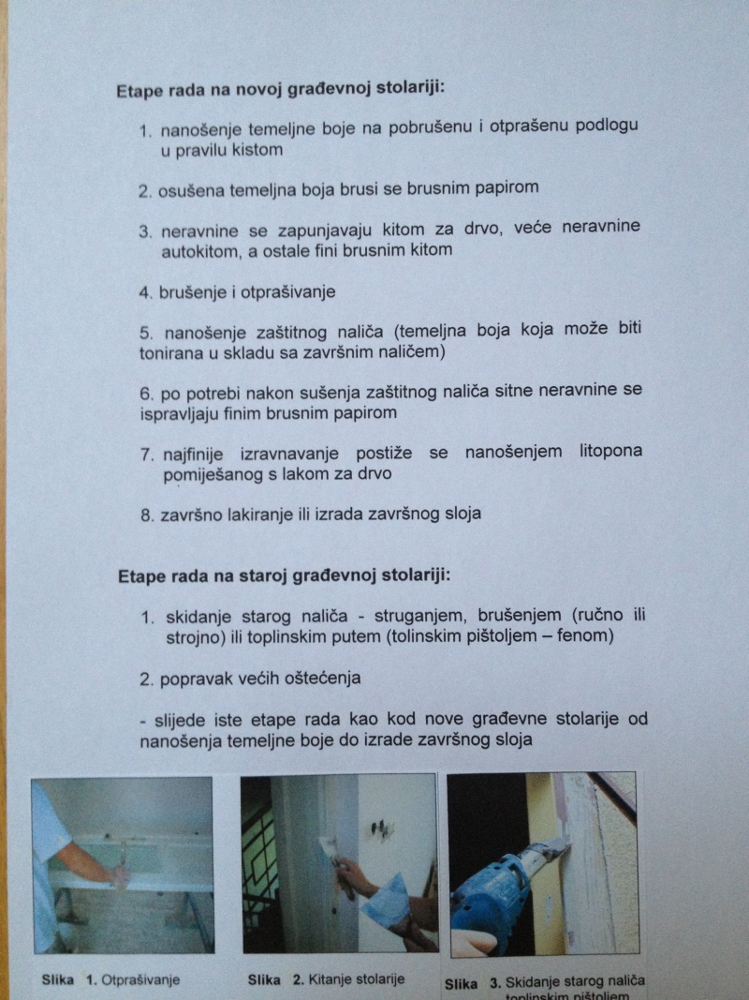 Etape rada na novoj građevnoj stolariji:
1. nanošenje temeljne boje na pobrušenu i otprašenu podlogu
u pravilu kistom
2. osušena temeljna boja brusi se brusnim papirom
3. neravnine se zapunjavaju kitom za drvo, veće neravnine
autokitom, a ostale fini brusnim kitom
4. brušenje i otprašivanje
5. nanošenje zaštitnog naliča (temeljna boja koja može biti
tonirana u skladu sa završnim naličem)
6. po potrebi nakon sušenja zaštitnog naliča sitne neravnine se
ispravljaju finim brusnim papirom
7. najfinije izravnavanje postiže se nanošenjem litopona
pomiješanog s lakom za drvo
8. završno lakiranje ili izrada završnog sloja
Etape rada na staroj građevnoj stolariji:
1. skidanje starog naliča - struganjem, brušenjem (ručno ili
strojno) ili toplinskim putem (tolinskim pištoljem – fenom)
2. popravak većih oštećenja
- slijede iste etape rada kao kod nove građevne stolarije od
nanošenja temeljne boje do izrade završnog sloja
Slika 1. Otprašivanje
Slika 2. Kitanje stolarije
Slika 3. Skidanje starog naliča
toplinskim pištoljem